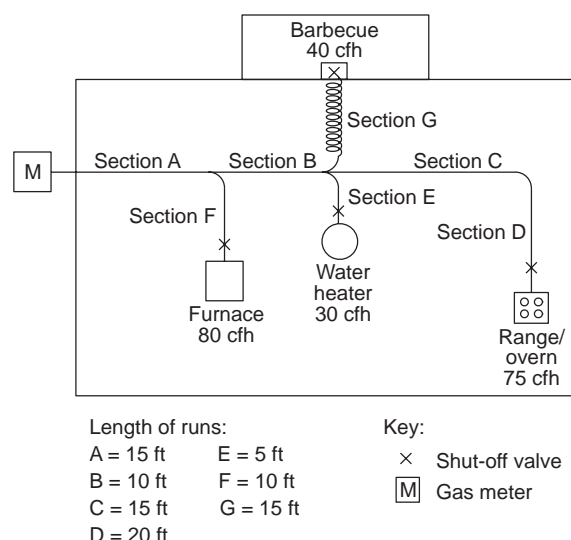 Barbecue
40 cfh
Section G
Section A
Section B
Section C
M
Section E
Section F
Section D
Water
heater
30 cfh
Furnace
80 cfh
Range/
overn
75 cfh
Length of runs:
A = 15 ft E = 5 ft
B = 10 ft F = 10 ft
C = 15 ft G = 15 ft
D = 20 ft
Key:
× Shut-off valve
M Gas meter